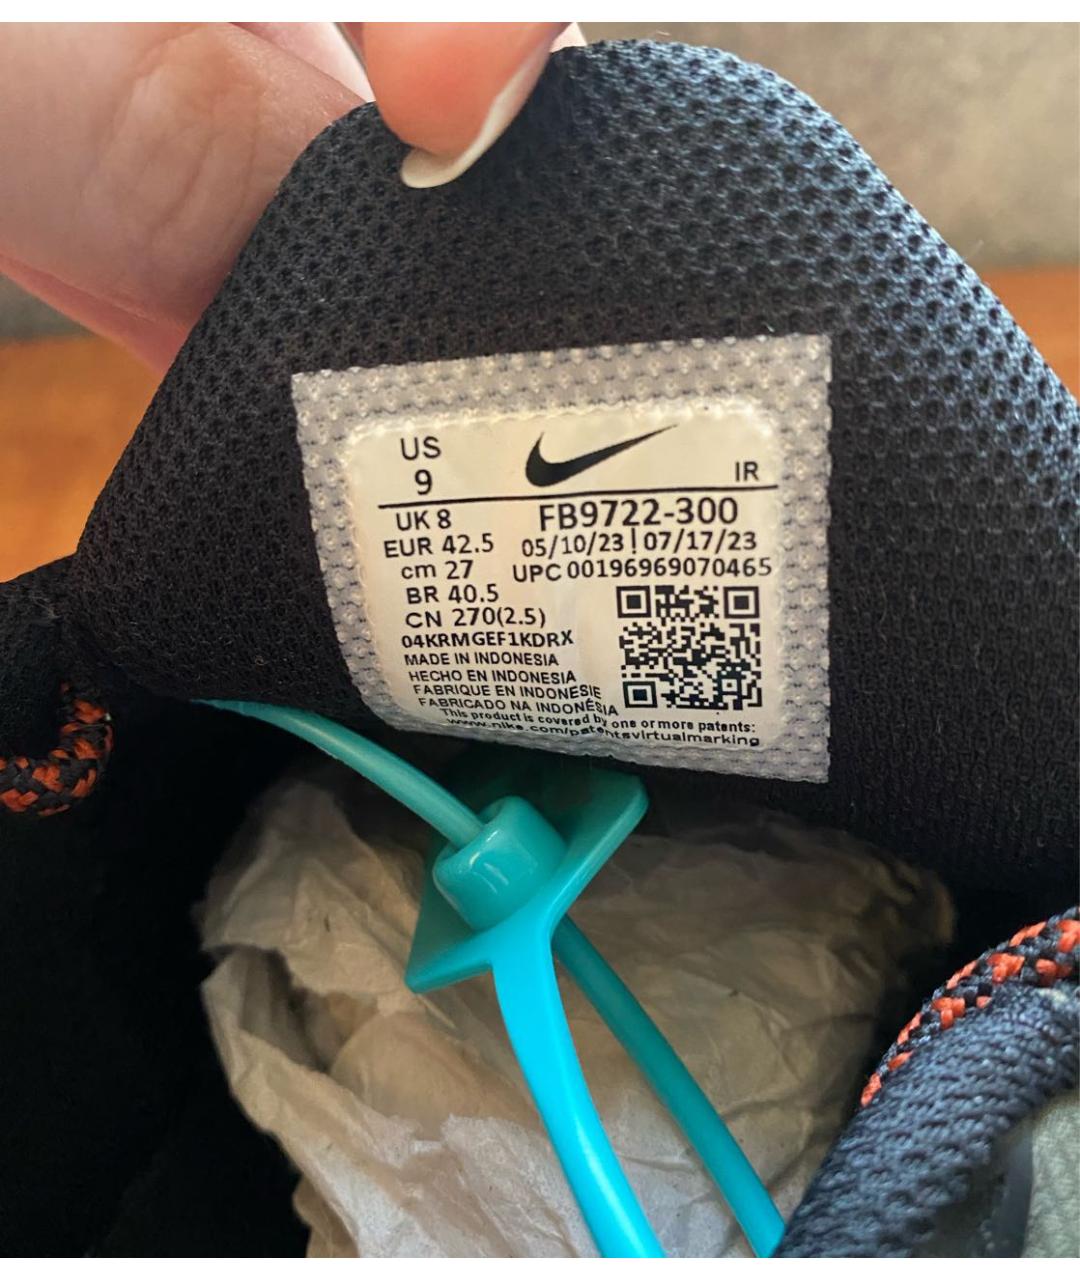 US
9
IR
UK 8
FB9722-300
EUR 42.5
05/10/23 | 07/17/23
cm 27
UPC 00196969070465
BR 40.5
CN 270(2.5)
04KRMGEF1KDRX
MADE IN INDONESIA
HECHO EN INDONESIA
FABRIQUE EN INDONESIE
FABRICADO NA INDONÉSIA
This product is covered by one or more patents:
www.nike.com/patentsvirtualmarking